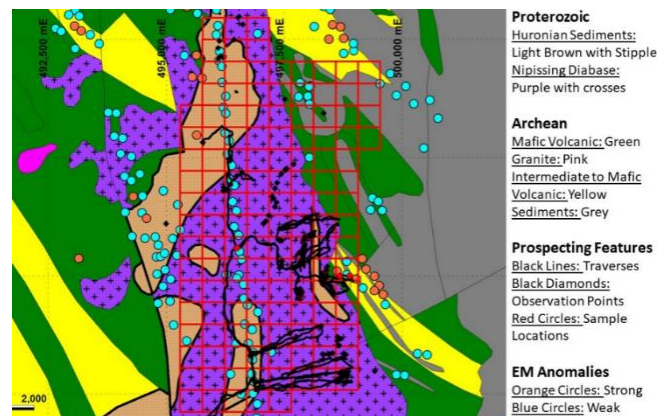 492,500 mE
495,000 mE
497,500 mE
500,000 mE
2,000
Proterozoic
Huronian Sediments:
Light Brown with Stipple
Nipissing Diabase:
Purple with crosses
Archean
Mafic Volcanic: Green
Granite: Pink
Intermediate to Mafic
Volcanic: Yellow
Sediments: Grey
Prospecting Features
Black Lines: Traverses
Black Diamonds:
Observation Points
Red Circles: Sample
Locations
EM Anomalies
Orange Circles: Strong
Blue Circles: Weak